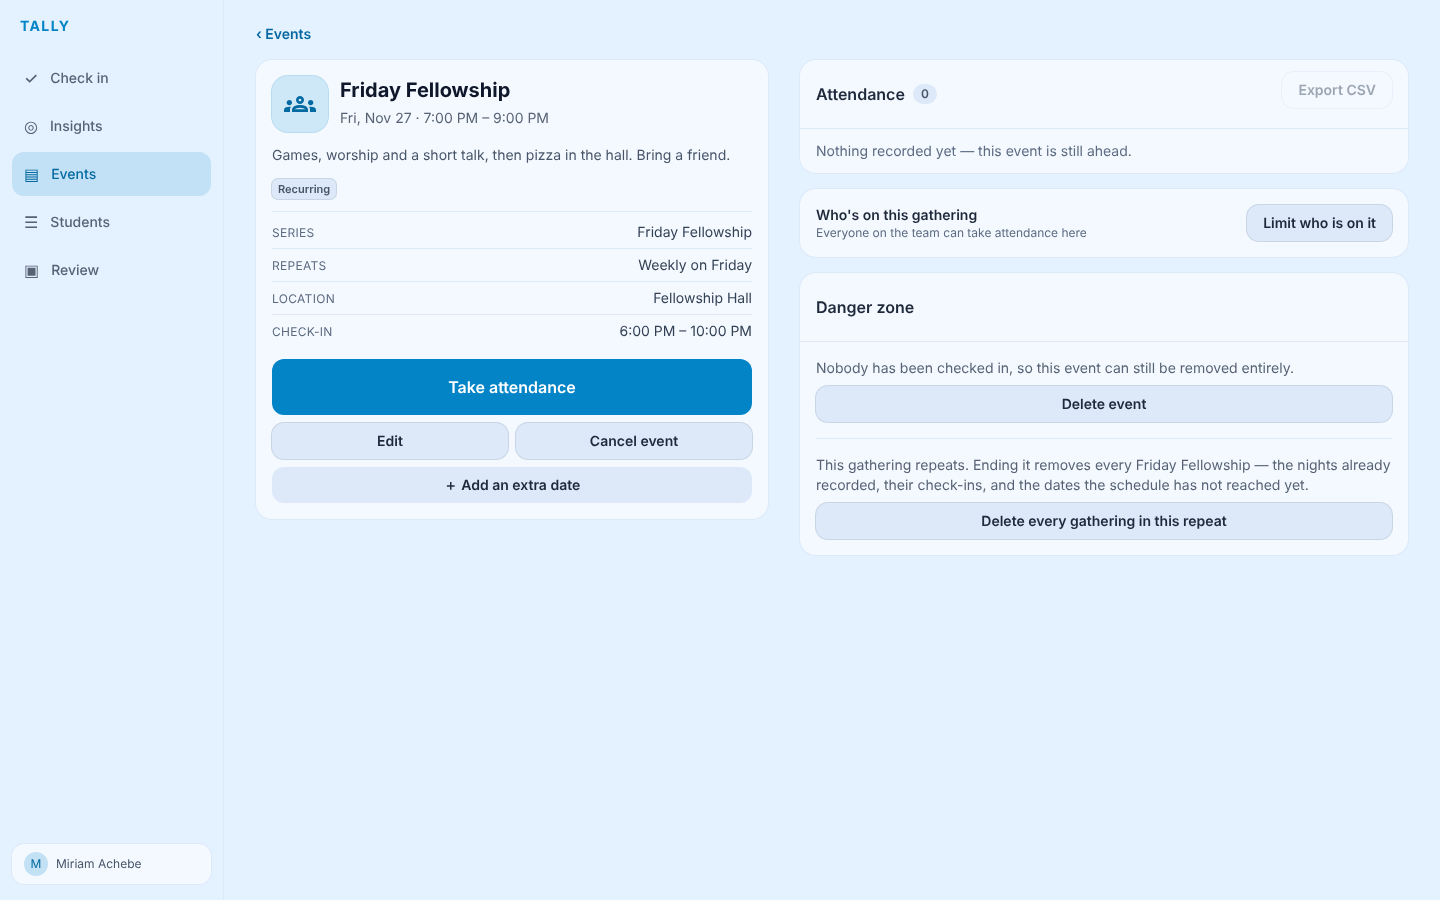 TALLY
Check in
Insights
Events
Students
Review
Miriam Achebe
M
‹ Events
Friday Fellowship
Fri, Nov 27 · 7:00 PM – 9:00 PM
Games, worship and a short talk, then pizza in the hall. Bring a friend.
Recurring
SERIES Friday Fellowship
REPEATS Weekly on Friday
LOCATION Fellowship Hall
CHECK-IN 6:00 PM – 10:00 PM
Take attendance
Edit
Cancel event
+ Add an extra date
Attendance 0
Export CSV
Nothing recorded yet — this event is still ahead.
Who's on this gathering
Everyone on the team can take attendance here
Limit who is on it
Danger zone
Nobody has been checked in, so this event can still be removed entirely.
Delete event
This gathering repeats. Ending it removes every Friday Fellowship — the nights already
recorded, their check-ins, and the dates the schedule has not reached yet.
Delete every gathering in this repeat